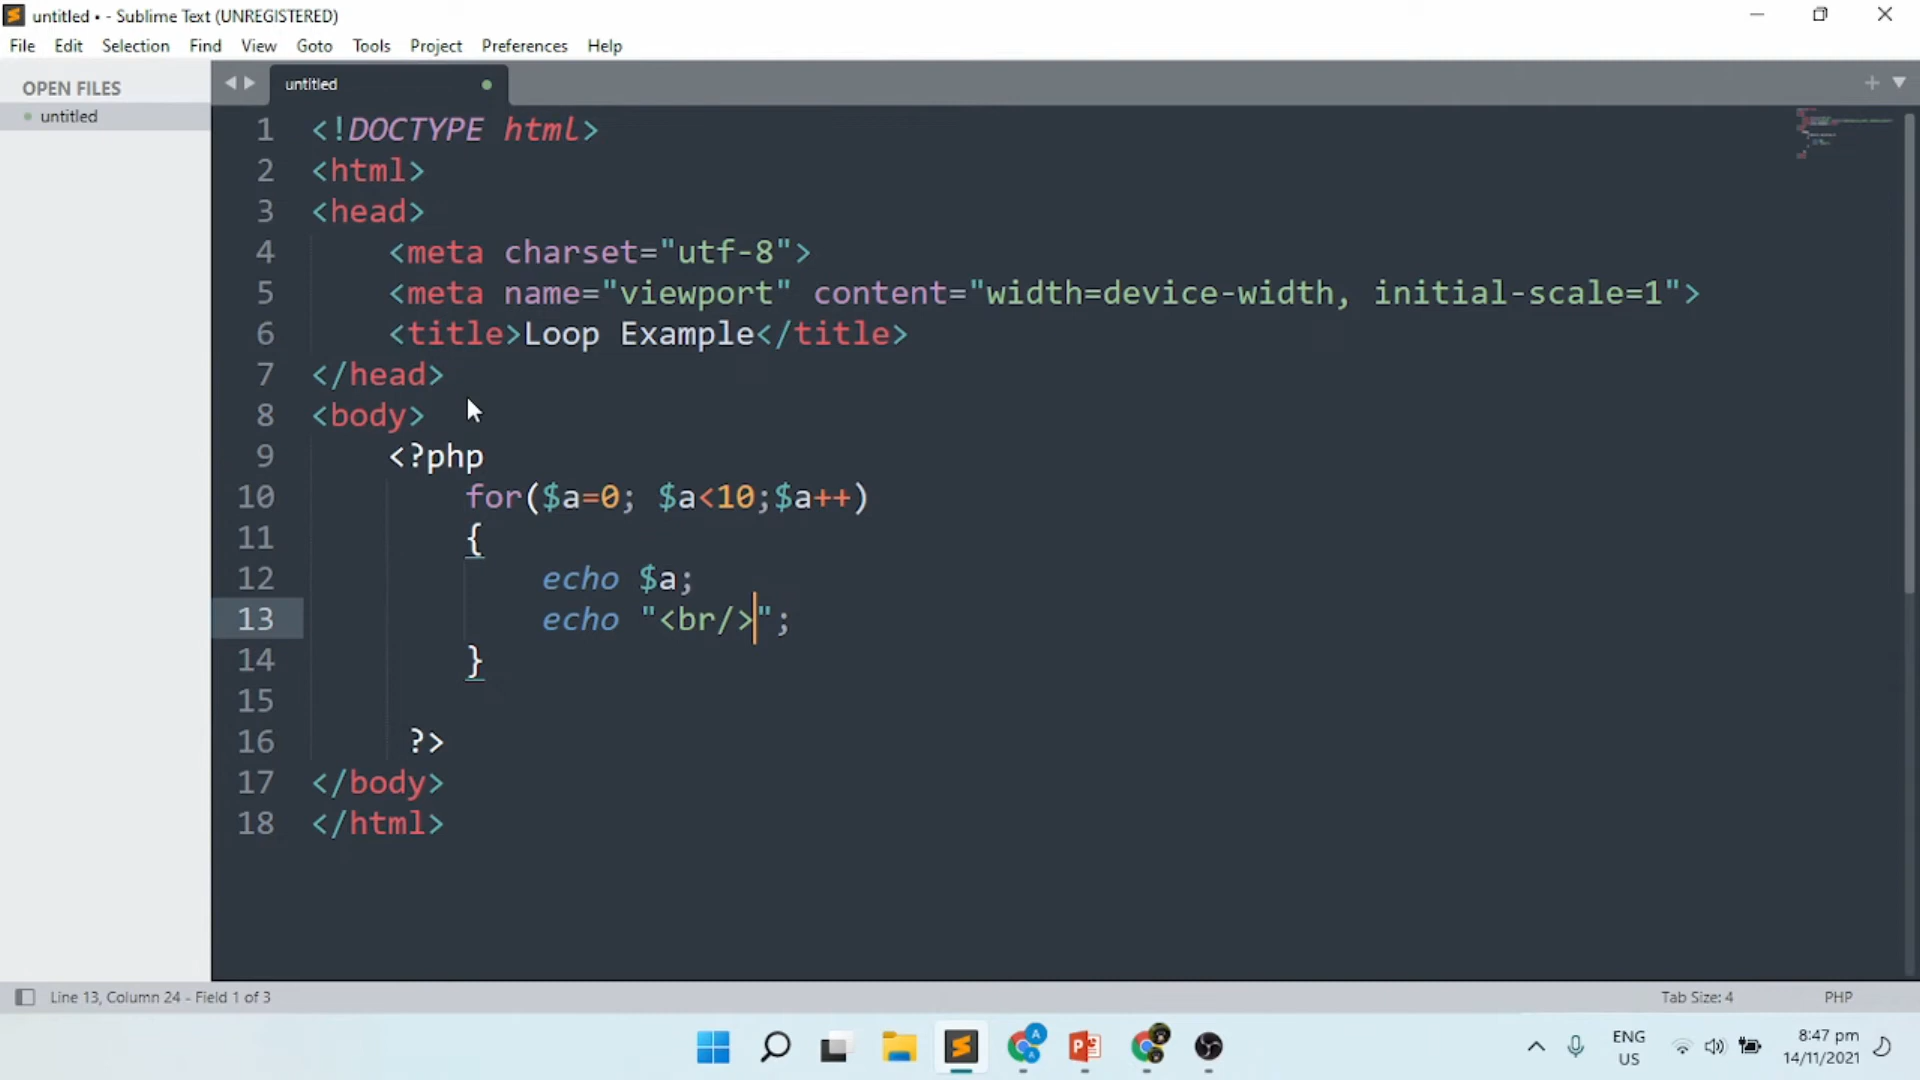 untitled • - Sublime Text (UNREGISTERED)
File Edit Selection Find View Goto Tools Project Preferences Help
OPEN FILES
untitled
untitled
1 <!DOCTYPE html>
2 <html>
3 <head>
4 <meta charset="utf-8">
5 <meta name="viewport" content="width=device-width, initial-scale=1">
6 <title>Loop Example</title>
7 </head>
8 <body>
9 <?php
10 for($a=0; $a<10;$a++)
11 {
12 echo $a;
13 echo "<br/>";
14 }
15
16 ?>
17 </body>
18 </html>
Line 13, Column 24 - Field 1 of 3
Tab Size: 4
PHP
ENG
US
8:47 pm
14/11/2021